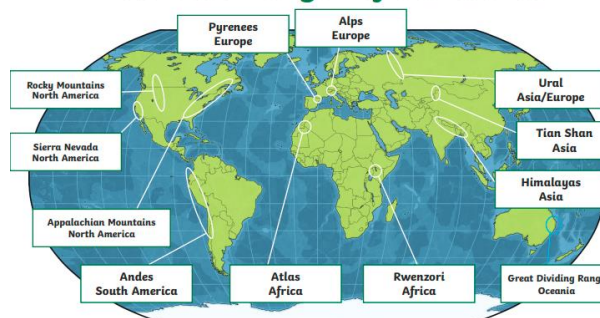 Pyrenees
Europe
Alps
Europe
Rocky Mountains
North America
Ural
Asia/Europe
Sierra Nevada
North America
Tian Shan
Asia
Himalayas
Asia
Appalachian Mountains
North America
Andes
South America
Atlas
Africa
Rwenzori
Africa
Great Dividing Rang
Oceania